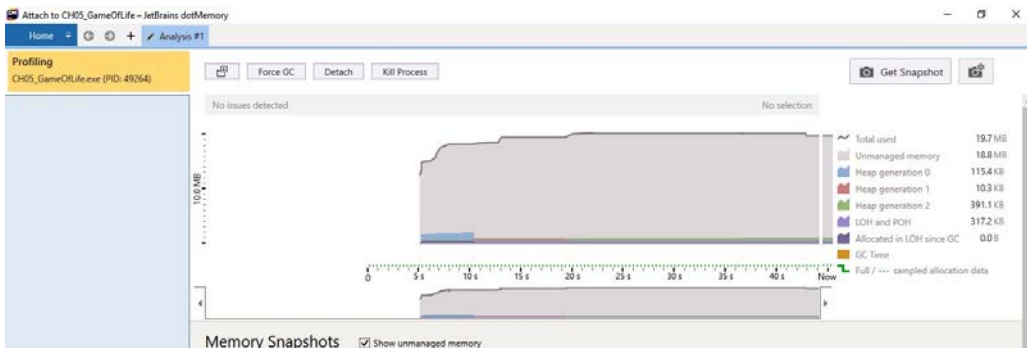 Attach to CH05_GameOfLife – JetBrains dotMemory
Home + Analysis #1
Profiling
CH05_GameOfLife.exe (PID: 49264)
Force GC Detach Kill Process Get Snapshot
No issues detected No selection
10.0 MB
Total used 19.7 MB
Unmanaged memory 18.8 MB
Heap generation 0 115.4 KB
Heap generation 1 10.3 KB
Heap generation 2 391.1 KB
LOH and POH 317.2 KB
Allocated in LOH since GC 0.0 B
GC Time
Full / ··· sampled allocation data
0 5 s 10 s 15 s 20 s 25 s 30 s 35 s 40 s Now
Memory Snapshots Show unmanaged memory